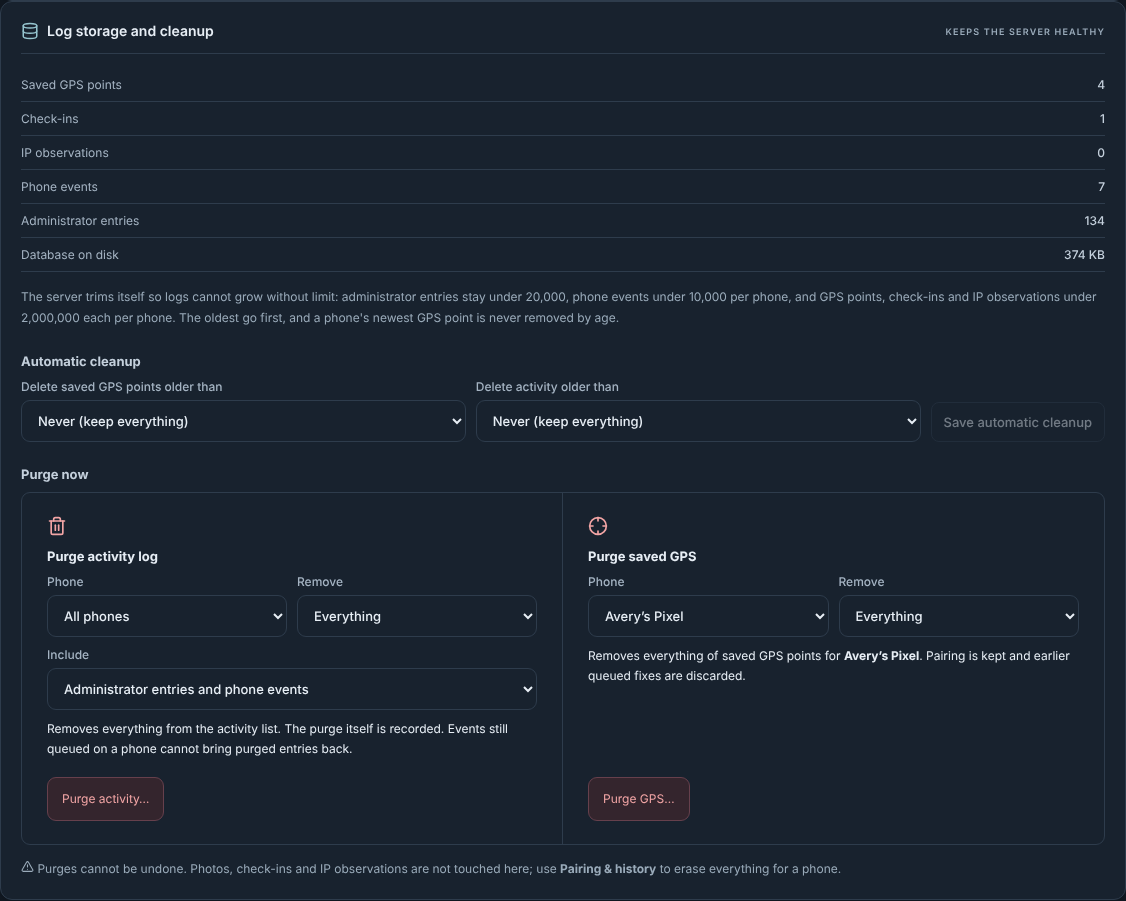 Log storage and cleanup
KEEPS THE SERVER HEALTHY
Saved GPS points 4
Check-ins 1
IP observations 0
Phone events 7
Administrator entries 134
Database on disk 374 KB
The server trims itself so logs cannot grow without limit: administrator entries stay under 20,000, phone events under 10,000 per phone, and GPS points, check-ins and IP observations under
2,000,000 each per phone. The oldest go first, and a phone's newest GPS point is never removed by age.
Automatic cleanup
Delete saved GPS points older than
Never (keep everything)
Delete activity older than
Never (keep everything)
Save automatic cleanup
Purge now
Purge activity log
Phone
All phones
Remove
Everything
Include
Administrator entries and phone events
Removes everything from the activity list. The purge itself is recorded. Events still
queued on a phone cannot bring purged entries back.
Purge activity...
Purge saved GPS
Phone
Avery’s Pixel
Remove
Everything
Removes everything of saved GPS points for Avery’s Pixel. Pairing is kept and earlier
queued fixes are discarded.
Purge GPS...
Purges cannot be undone. Photos, check-ins and IP observations are not touched here; use Pairing & history to erase everything for a phone.